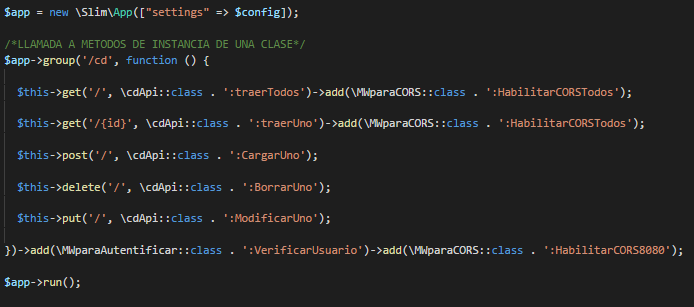 $app = new \Slim\App(["settings" => $config]);
/*LLAMADA A METODOS DE INSTANCIA DE UNA CLASE*/
$app->group('/cd', function () {
$this->get('/', \cdApi::class . ':traerTodos')->add(\MWparaCORS::class . ':HabilitarCORSTodos');
$this->get('/{id}', \cdApi::class . ':traerUno')->add(\MWparaCORS::class . ':HabilitarCORSTodos');
$this->post('/', \cdApi::class . ':CargarUno');
$this->delete('/', \cdApi::class . ':BorrarUno');
$this->put('/', \cdApi::class . ':ModificarUno');
})->add(\MWparaAutentificar::class . ':VerificarUsuario')->add(\MWparaCORS::class . ':HabilitarCORS8080');
$app->run();